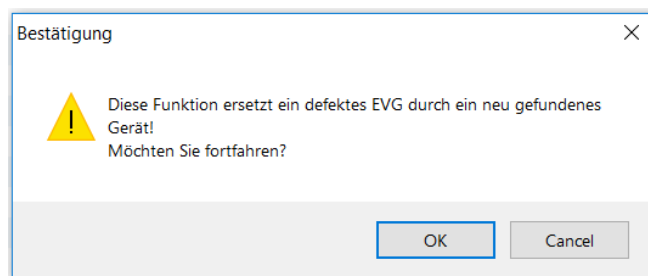 Bestätigung
Diese Funktion ersetzt ein defektes EVG durch ein neu gefundenes
Gerät!
Möchten Sie fortfahren?
OK
Cancel